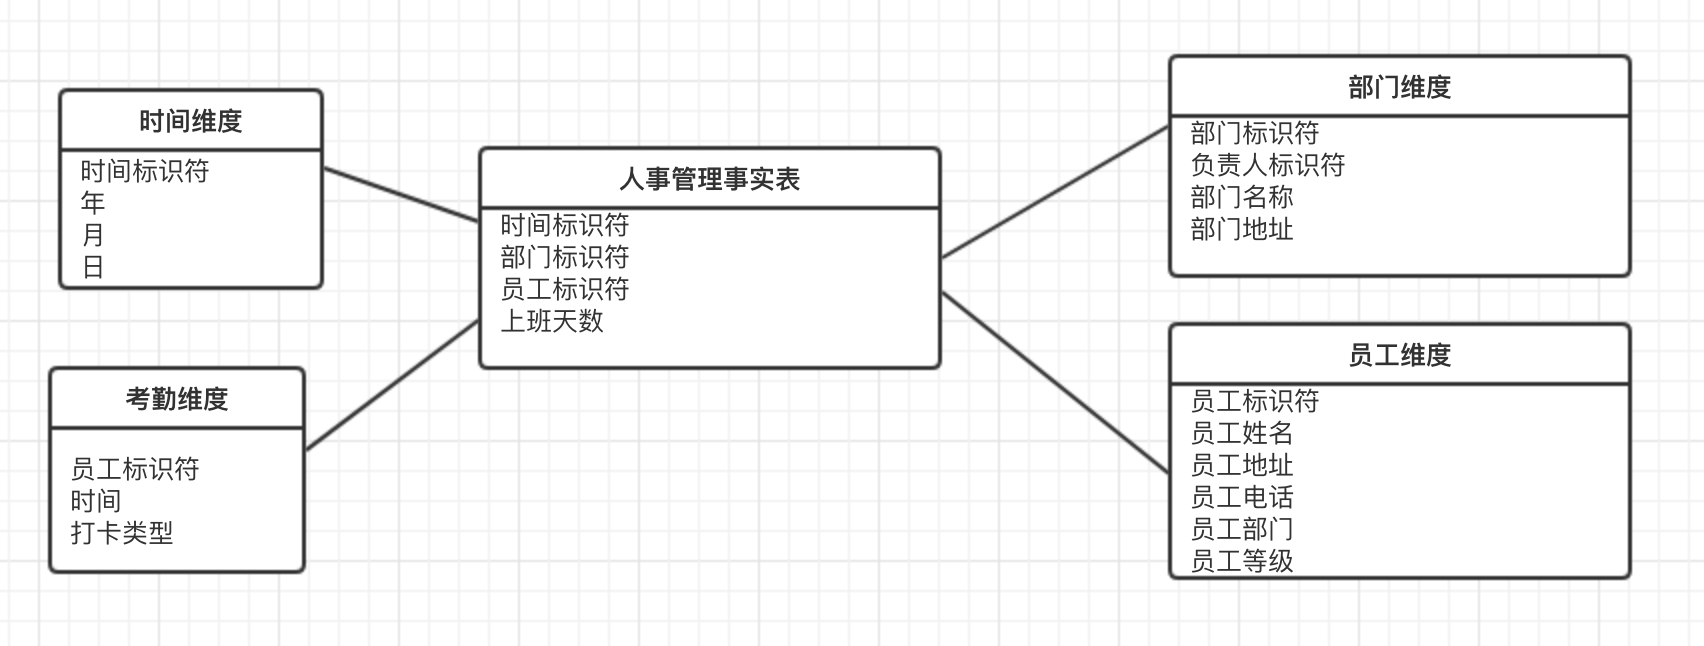 时间维度
时间标识符
年
月
日
考勤维度
员工标识符
时间
打卡类型
人事管理事实表
时间标识符
部门标识符
员工标识符
上班天数
部门维度
部门标识符
负责人标识符
部门名称
部门地址
员工维度
员工标识符
员工姓名
员工地址
员工电话
员工部门
员工等级